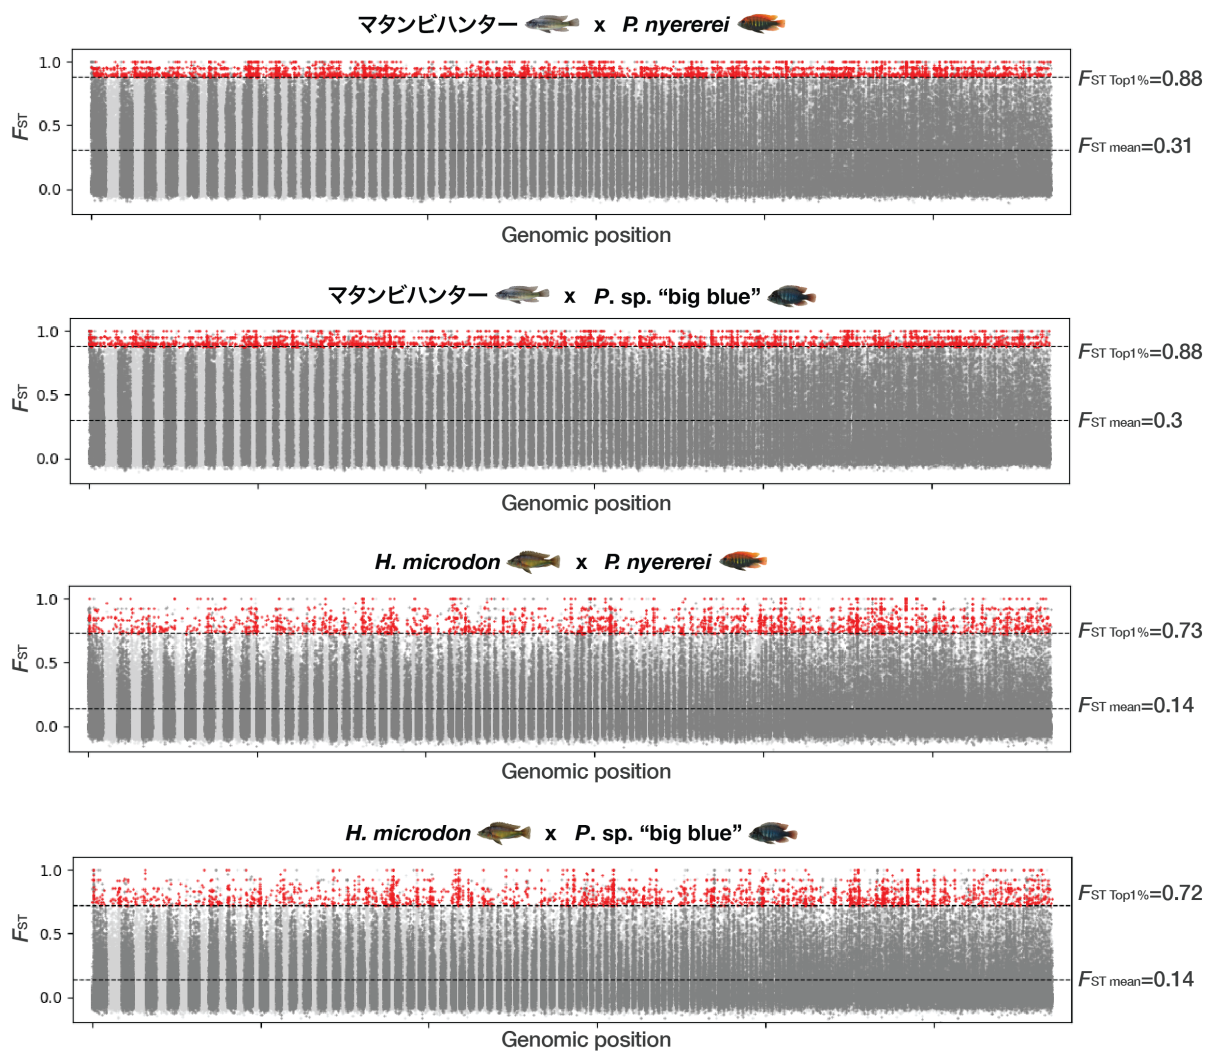 マタンビハンター x P. nyererei
1.0
0.5
0.0
FST
FST Top1%=0.88
FST mean=0.31
Genomic position
マタンビハンター x P. sp. “big blue”
1.0
0.5
0.0
FST
FST Top1%=0.88
FST mean=0.3
Genomic position
H. microdon x P. nyererei
1.0
0.5
0.0
FST
FST Top1%=0.73
FST mean=0.14
Genomic position
H. microdon x P. sp. “big blue”
1.0
0.5
0.0
FST
FST Top1%=0.72
FST mean=0.14
Genomic position